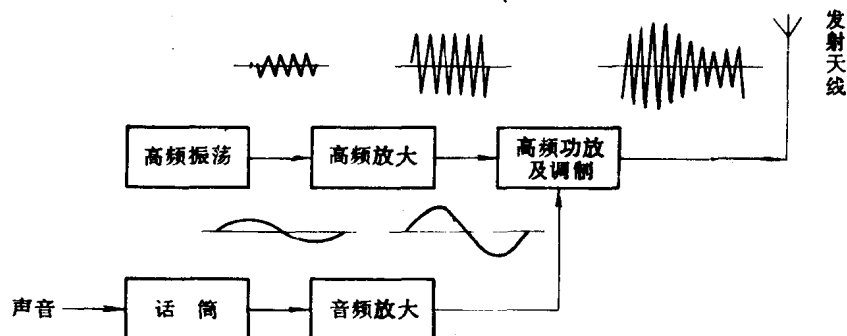 发射天线
高频振荡
高频放大
高频功放
及调制
声音
话筒
音频放大